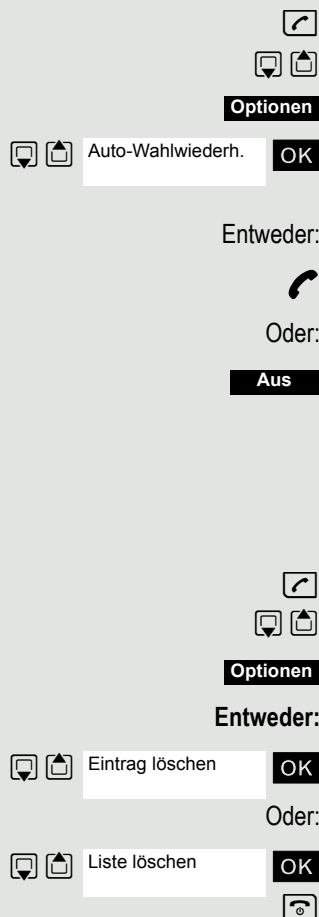 Optionen
Auto-Wahlwiederh. OK
Entweder:
Oder:
Aus
Optionen
Entweder:
Eintrag löschen OK
Oder:
Liste löschen OK